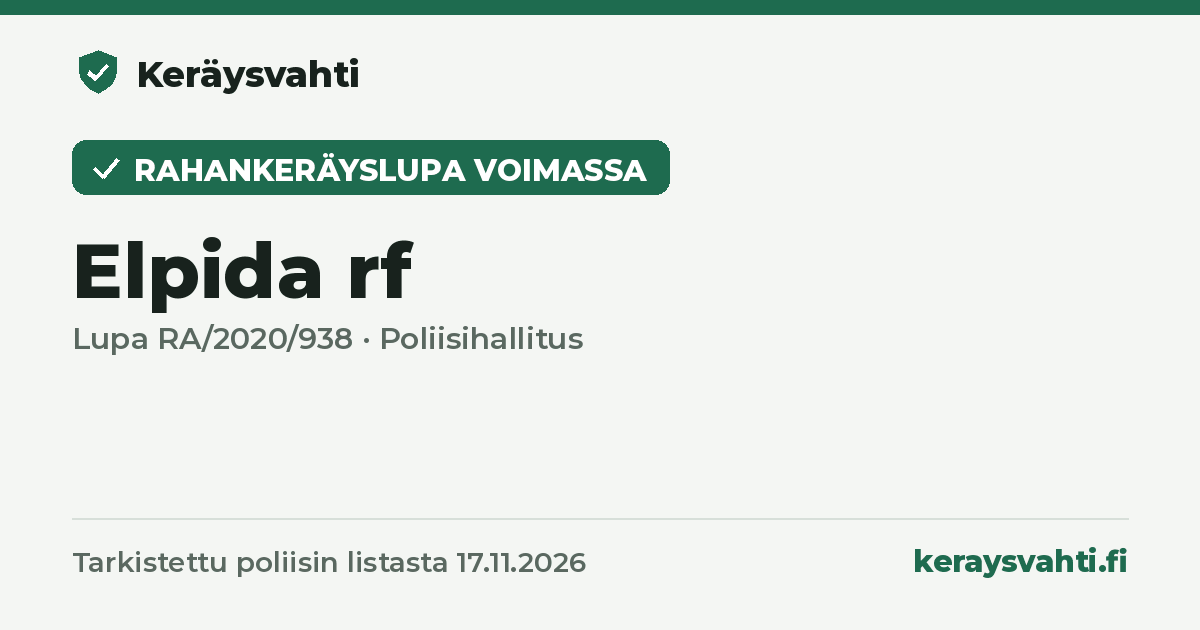 Keräysvahti
RAHANKERÄYSLUPA VOIMASSA
Elpida rf
Lupa RA/2020/938 · Poliisihallitus
Tarkistettu poliisin listasta 17.11.2026
keraysvahti.fi